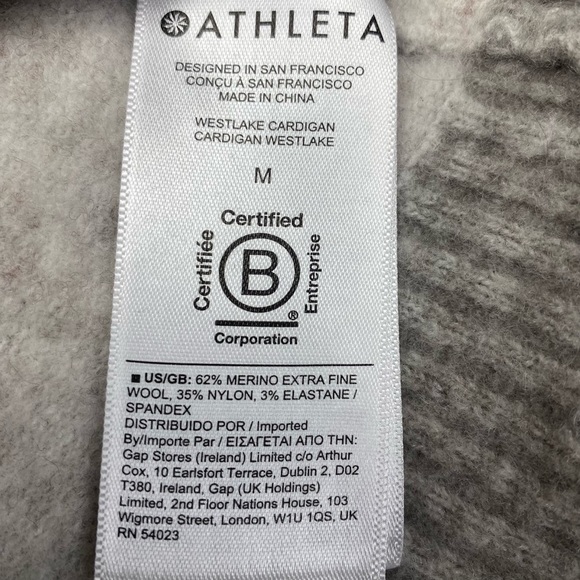 ATHLETA
DESIGNED IN SAN FRANCISCO
CONÇU À SAN FRANCISCO
MADE IN CHINA
WESTLAKE CARDIGAN
CARDIGAN WESTLAKE
M
Certified
Certifiée
B
Entreprise
®
Corporation
■ US/GB: 62% MERINO EXTRA FINE
WOOL, 35% NYLON, 3% ELASTANE /
SPANDEX
DISTRIBUIDO POR / Imported
By/Importe Par / ΕΙΣΑΓΕΤΑΙ ΑΠΟ ΤΗΝ:
Gap Stores (Ireland) Limited c/o Arthur
Cox, 10 Earlsfort Terrace, Dublin 2, D02
T380, Ireland, Gap (UK Holdings)
Limited, 2nd Floor Nations House, 103
Wigmore Street, London, W1U 1QS, UK
RN 54023